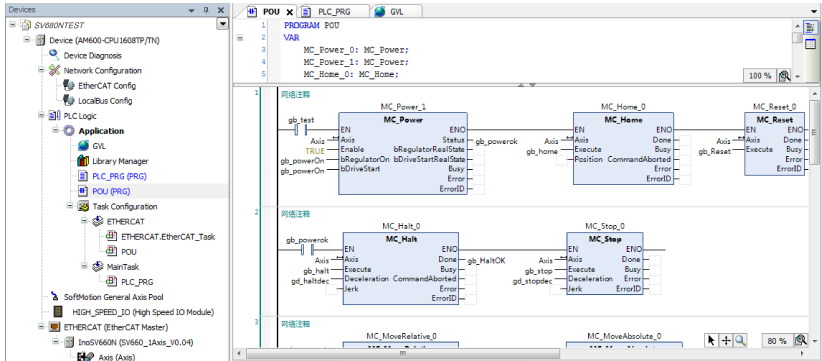 Devices
SV680NTEST
Device (AM600-CPU1608TP/TN)
Device Diagnosis
Network Configuration
EtherCAT Config
LocalBus Config
PLC Logic
Application
GVL
Library Manager
PLC_PRG (PRG)
POU (PRG)
Task Configuration
ETHERCAT
ETHERCAT.EtherCAT_Task
POU
MainTask
PLC_PRG
SoftMotion General Axis Pool
HIGH_SPEED_IO (High Speed IO Module)
ETHERCAT (EtherCAT Master)
InoSV660N (SV660_1Axis_V0.04)
Axis (Axis)
POU PLC_PRG GVL
1 PROGRAM POU
2 VAR
3 MC_Power_0: MC_Power;
4 MC_Power_1: MC_Power;
5 MC_Home_0: MC_Home;
100 %
1 网络注释
MC_Power_1 MC_Home_0 MC_Reset_0
gb_test MC_Power MC_Home MC_Reset
EN ENO EN ENO EN ENO
Axis Axis Status gb_powerok Axis Axis Done Axis Axis Done
TRUE Enable bRegulatorRealState gb_home Execute Busy gb_Reset Execute Busy
gb_powerOn bRegulatorOn bDriveStartRealState Position CommandAborted Error
gb_powerOn bDriveStart Busy Error ErrorID
Error ErrorID
ErrorID
2 网络注释
MC_Halt_0 MC_Stop_0
gb_powerok MC_Halt MC_Stop
EN ENO EN ENO
Axis Axis Done gb_HaltOK Axis Axis Done
gb_halt Execute Busy gb_stop Execute Busy
gd_haltdec Deceleration CommandAborted gd_stopdec Deceleration Error
Jerk Error Jerk ErrorID
ErrorID
3 网络注释
MC_MoveRelative_0 MC_MoveAbsolute_0
80 %